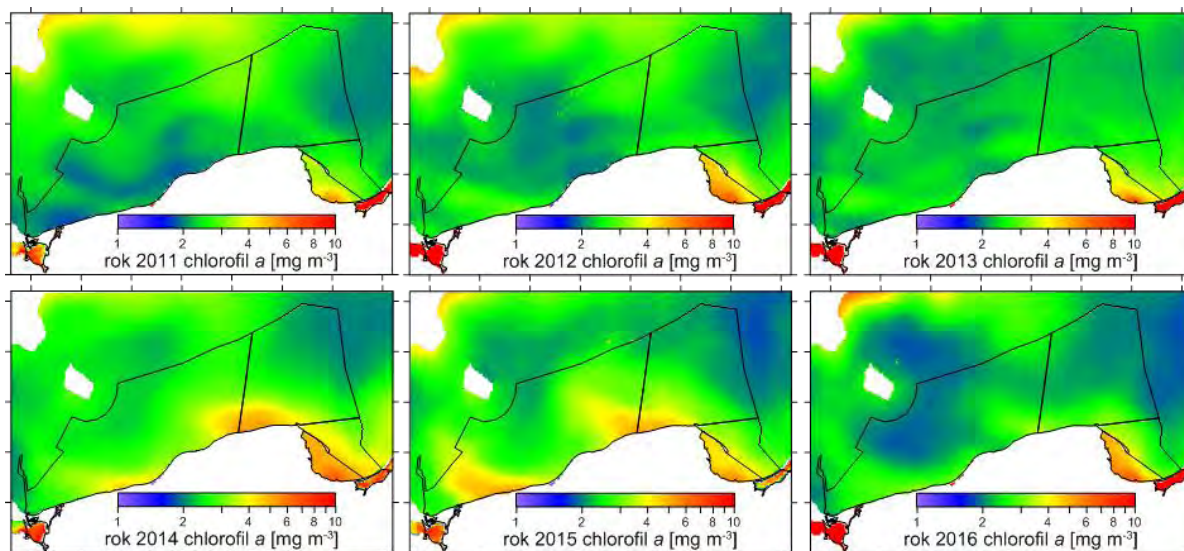 1 2 4 6 8 10
rok 2011 chlorofil a [mg m⁻³]
1 2 4 6 8 10
rok 2012 chlorofil a [mg m⁻³]
1 2 4 6 8 10
rok 2013 chlorofil a [mg m⁻³]
1 2 4 6 8 10
rok 2014 chlorofil a [mg m⁻³]
1 2 4 6 8 10
rok 2015 chlorofil a [mg m⁻³]
1 2 4 6 8 10
rok 2016 chlorofil a [mg m⁻³]